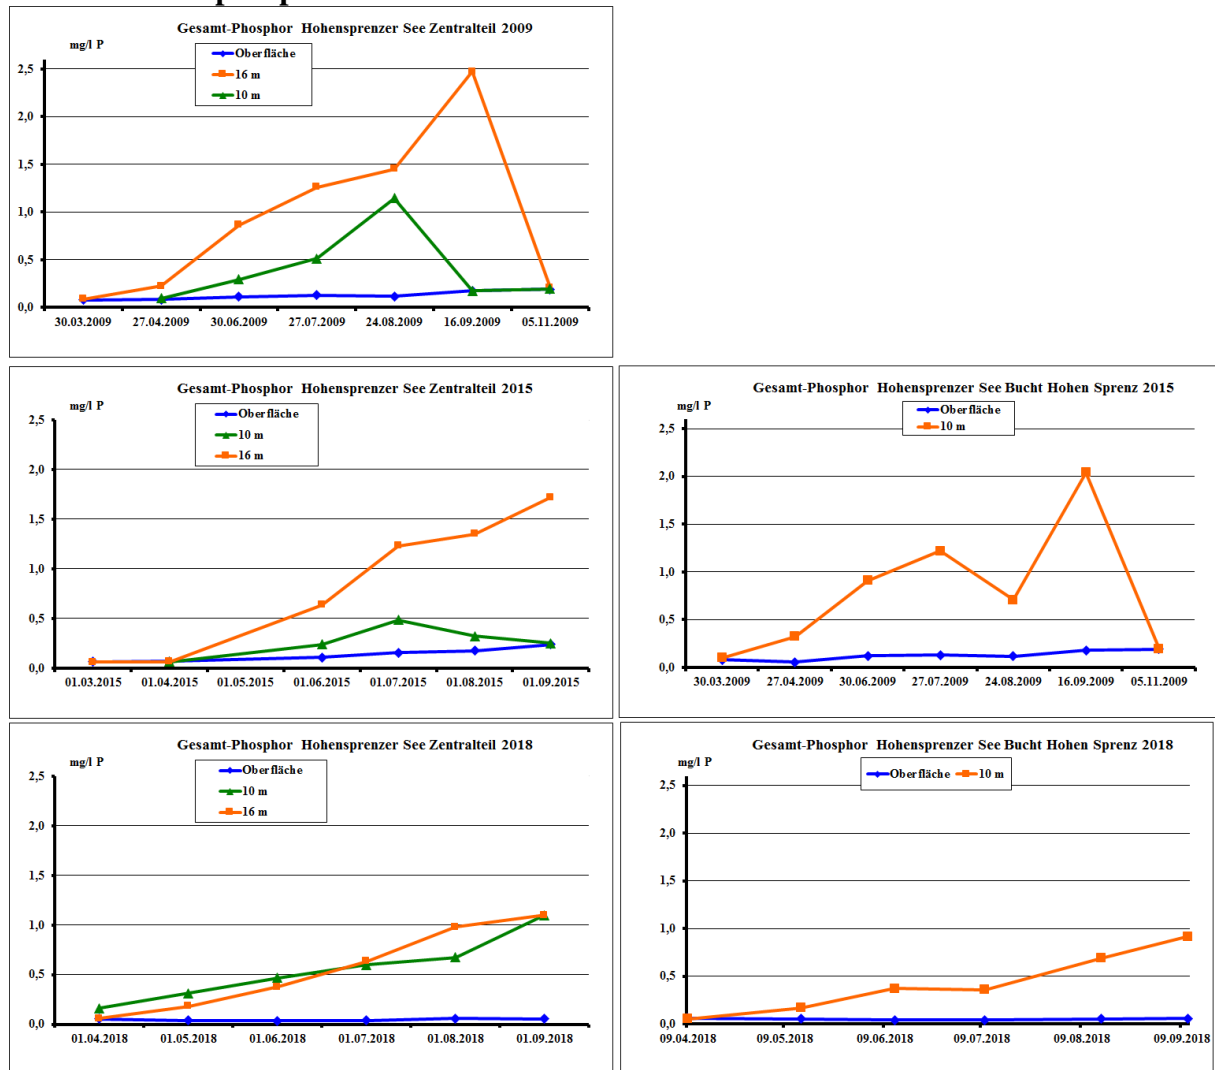 Gesamt-Phosphor Hohensprenzer See Zentralteil 2009
mg/l P
Oberfläche
16 m
10 m
2,5
2,0
1,5
1,0
0,5
0,0
30.03.2009 27.04.2009 30.06.2009 27.07.2009 24.08.2009 16.09.2009 05.11.2009
Gesamt-Phosphor Hohensprenzer See Zentralteil 2015
mg/l P
Oberfläche
10 m
16 m
2,5
2,0
1,5
1,0
0,5
0,0
01.03.2015 01.04.2015 01.05.2015 01.06.2015 01.07.2015 01.08.2015 01.09.2015
Gesamt-Phosphor Hohensprenzer See Bucht Hohen Sprenz 2015
mg/l P
Oberfläche
10 m
2,5
2,0
1,5
1,0
0,5
0,0
30.03.2009 27.04.2009 30.06.2009 27.07.2009 24.08.2009 16.09.2009 05.11.2009
Gesamt-Phosphor Hohensprenzer See Zentralteil 2018
mg/l P
Oberfläche
10 m
16 m
2,5
2,0
1,5
1,0
0,5
0,0
01.04.2018 01.05.2018 01.06.2018 01.07.2018 01.08.2018 01.09.2018
Gesamt-Phosphor Hohensprenzer See Bucht Hohen Sprenz 2018
mg/l P
Oberfläche 10 m
2,5
2,0
1,5
1,0
0,5
0,0
09.04.2018 09.05.2018 09.06.2018 09.07.2018 09.08.2018 09.09.2018